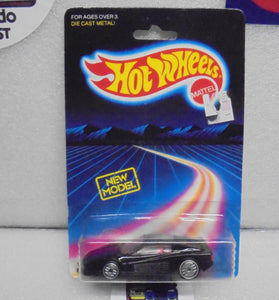 do
ST
FOR AGES OVER 3.
DIE CAST METAL!
HOT WHEELS
MATTEL
NEW
MODEL